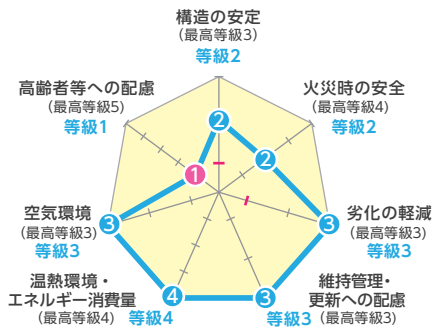 構造の安定
(最高等級3)
等級2
高齢者等への配慮
(最高等級5)
等級1
火災時の安全
(最高等級4)
等級2
2
2
1
空気環境
(最高等級3)
等級3
3
3
劣化の軽減
(最高等級3)
等級3
温熱環境・
エネルギー消費量
(最高等級4)
等級4
4
3
維持管理・
更新への配慮
(最高等級3)
等級3